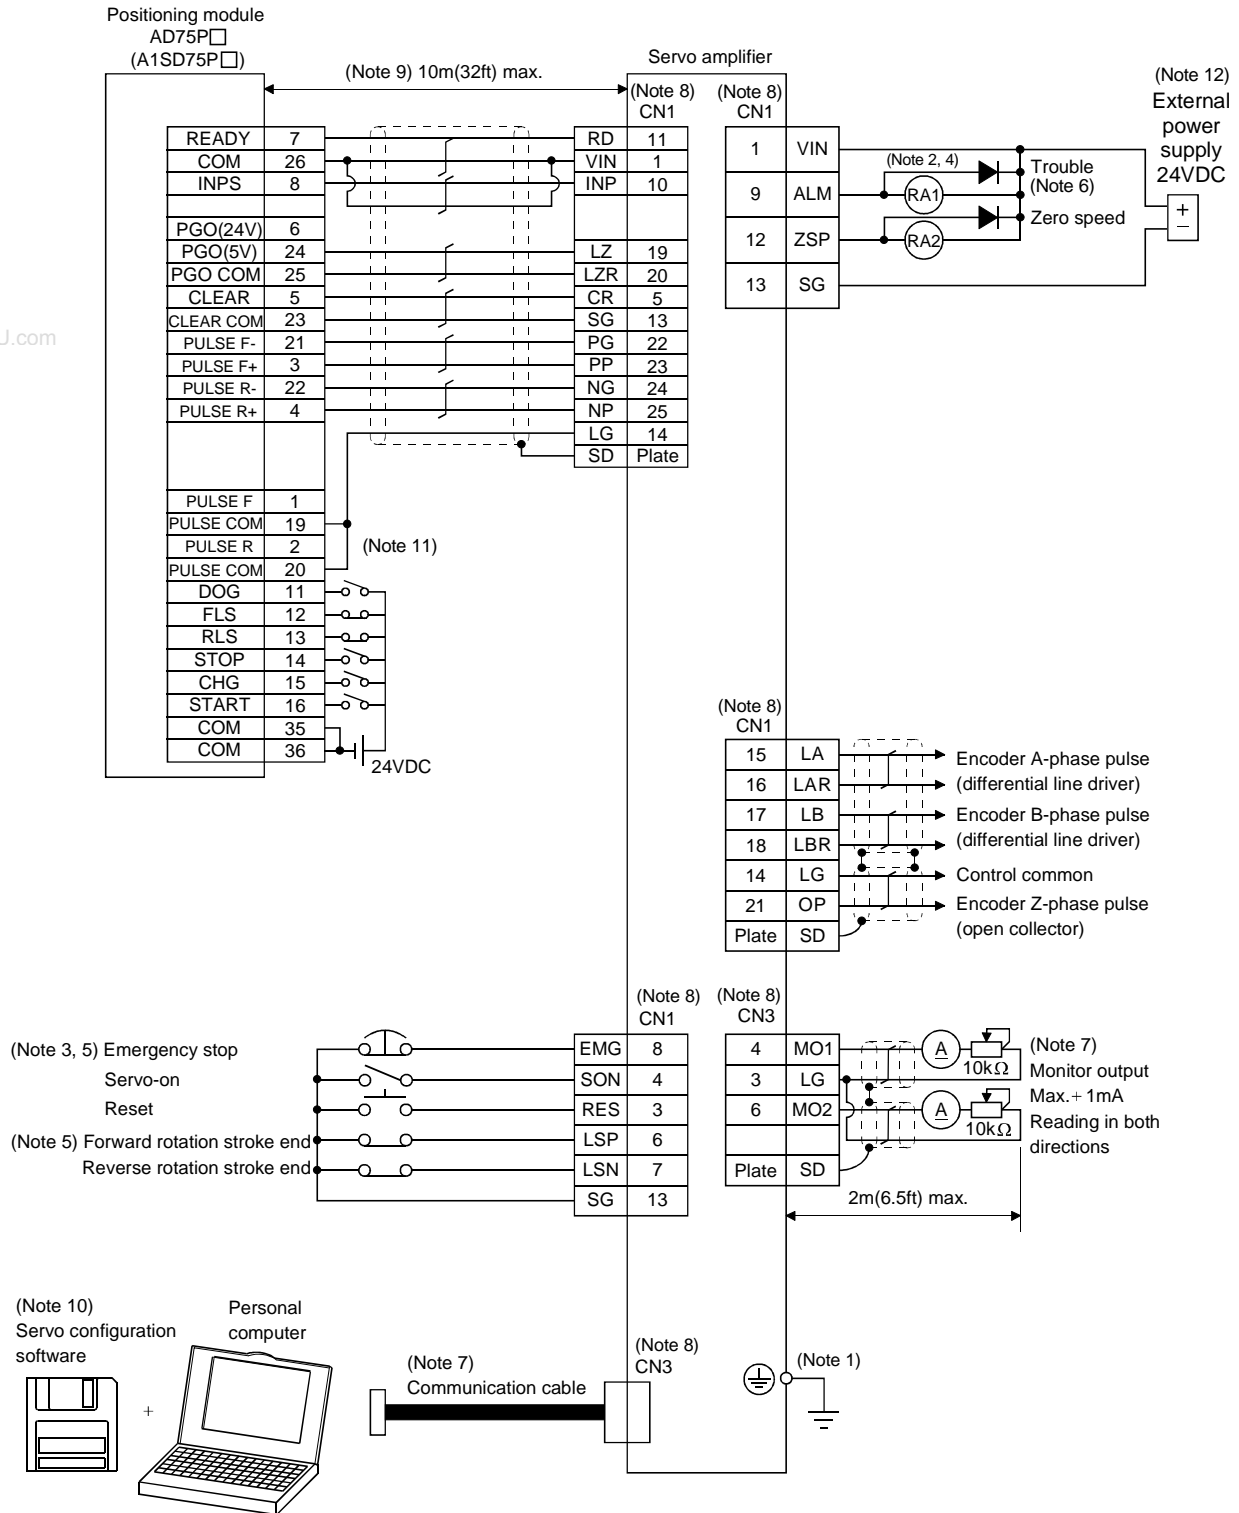 Positioning module
AD75P□
(A1SD75P□)
(Note 9) 10m(32ft) max.
Servo amplifier
(Note 8)
CN1
(Note 8)
CN1
(Note 12)
External
power
supply
24VDC
READY 7
COM 26
INPS 8
PGO(24V) 6
PGO(5V) 24
PGO COM 25
CLEAR 5
CLEAR COM 23
PULSE F- 21
PULSE F+ 3
PULSE R- 22
PULSE R+ 4
PULSE F 1
PULSE COM 19
PULSE R 2
PULSE COM 20
DOG 11
FLS 12
RLS 13
STOP 14
CHG 15
START 16
COM 35
COM 36
(Note 11)
24VDC
RD 11
VIN 1
INP 10
LZ 19
LZR 20
CR 5
SG 13
PG 22
PP 23
NG 24
NP 25
LG 14
SD Plate
1 VIN
9 ALM
12 ZSP
13 SG
(Note 2, 4)
RA1
RA2
Trouble
(Note 6)
Zero speed
+
−
U.com
(Note 8)
CN1
15 LA
16 LAR
17 LB
18 LBR
14 LG
21 OP
Plate SD
Encoder A-phase pulse
(differential line driver)
Encoder B-phase pulse
(differential line driver)
Control common
Encoder Z-phase pulse
(open collector)
(Note 8)
CN1
(Note 3, 5) Emergency stop
Servo-on
Reset
(Note 5) Forward rotation stroke end
Reverse rotation stroke end
EMG 8
SON 4
RES 3
LSP 6
LSN 7
SG 13
(Note 8)
CN3
4 MO1
3 LG
6 MO2
Plate SD
A
10kΩ
A
10kΩ
(Note 7)
Monitor output
Max.+ 1mA
Reading in both
directions
2m(6.5ft) max.
(Note 10)
Servo configuration
software
+
Personal
computer
(Note 7)
Communication cable
(Note 8)
CN3
(Note 1)